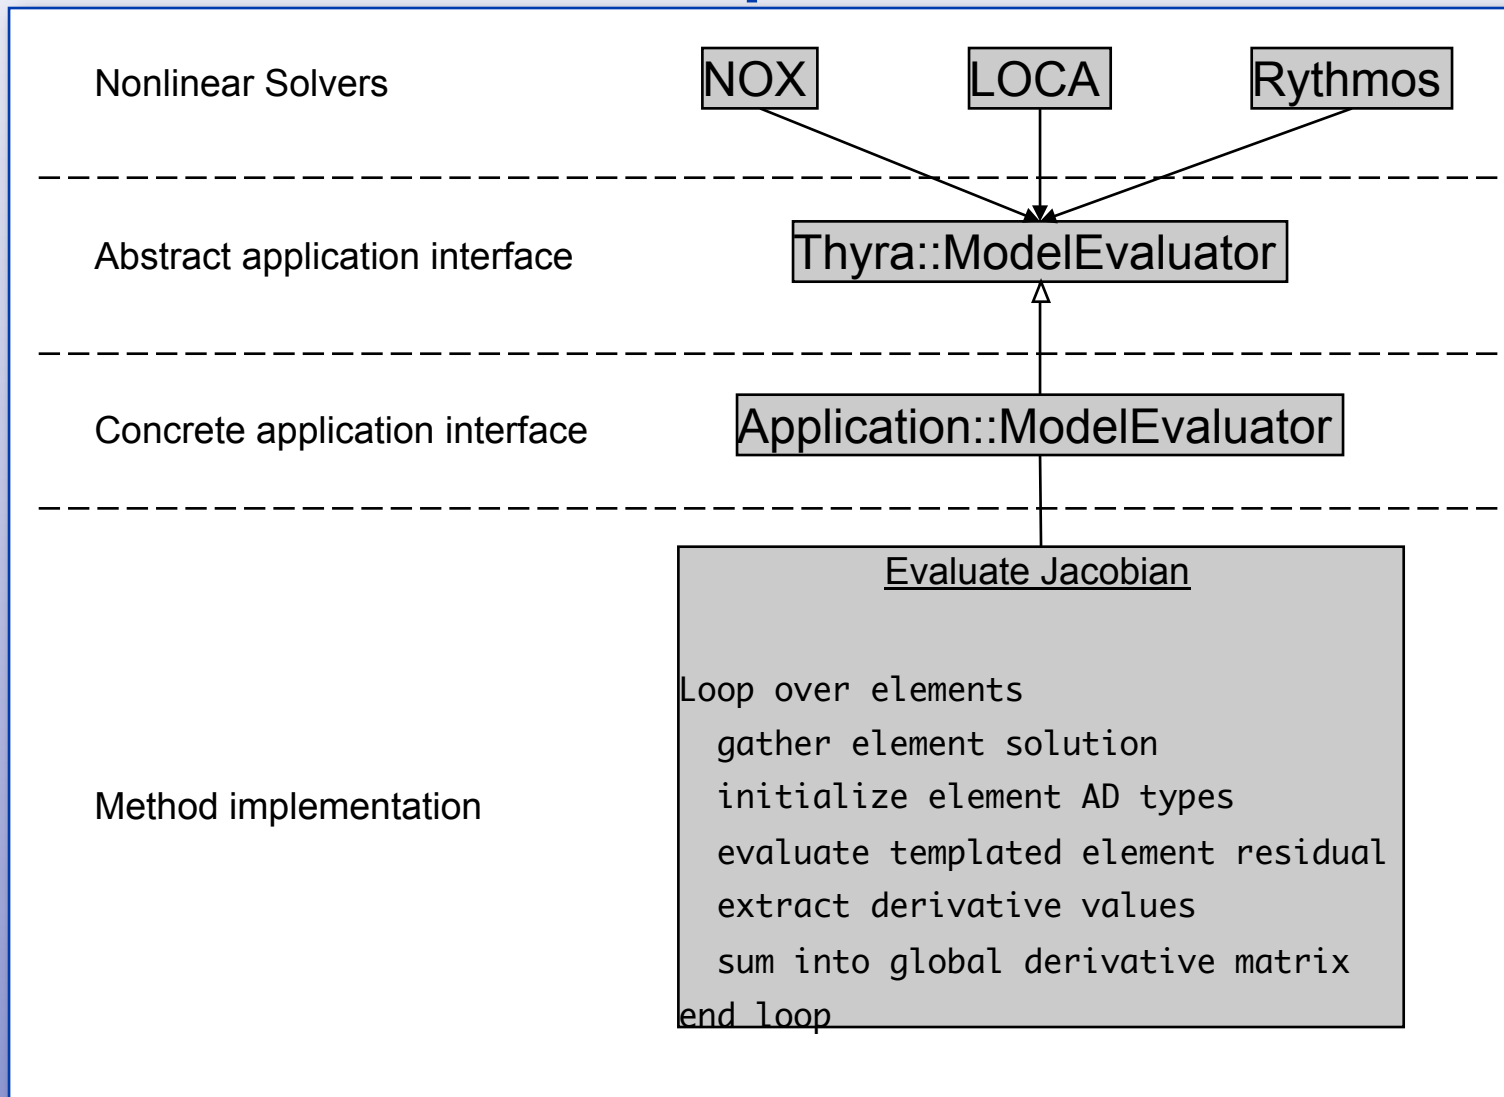 Nonlinear Solvers
NOX
LOCA
Rythmos
Abstract application interface
Thyra::ModelEvaluator
Concrete application interface
Application::ModelEvaluator
Method implementation
Evaluate Jacobian
Loop over elements
gather element solution
initialize element AD types
evaluate templated element residual
extract derivative values
sum into global derivative matrix
end loop